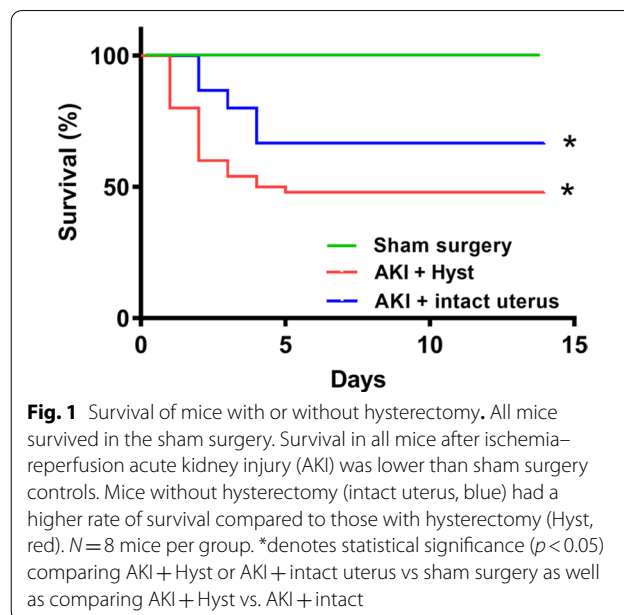 100
50
0
Survival (%)
*
*
Sham surgery
AKI + Hyst
AKI + intact uterus
0 5 10 15
Days
Fig. 1 Survival of mice with or without hysterectomy. All mice
survived in the sham surgery. Survival in all mice after ischemia–
reperfusion acute kidney injury (AKI) was lower than sham surgery
controls. Mice without hysterectomy (intact uterus, blue) had a
higher rate of survival compared to those with hysterectomy (Hyst,
red). N = 8 mice per group. *denotes statistical significance (p < 0.05)
comparing AKI + Hyst or AKI + intact uterus vs sham surgery as well
as comparing AKI + Hyst vs. AKI + intact